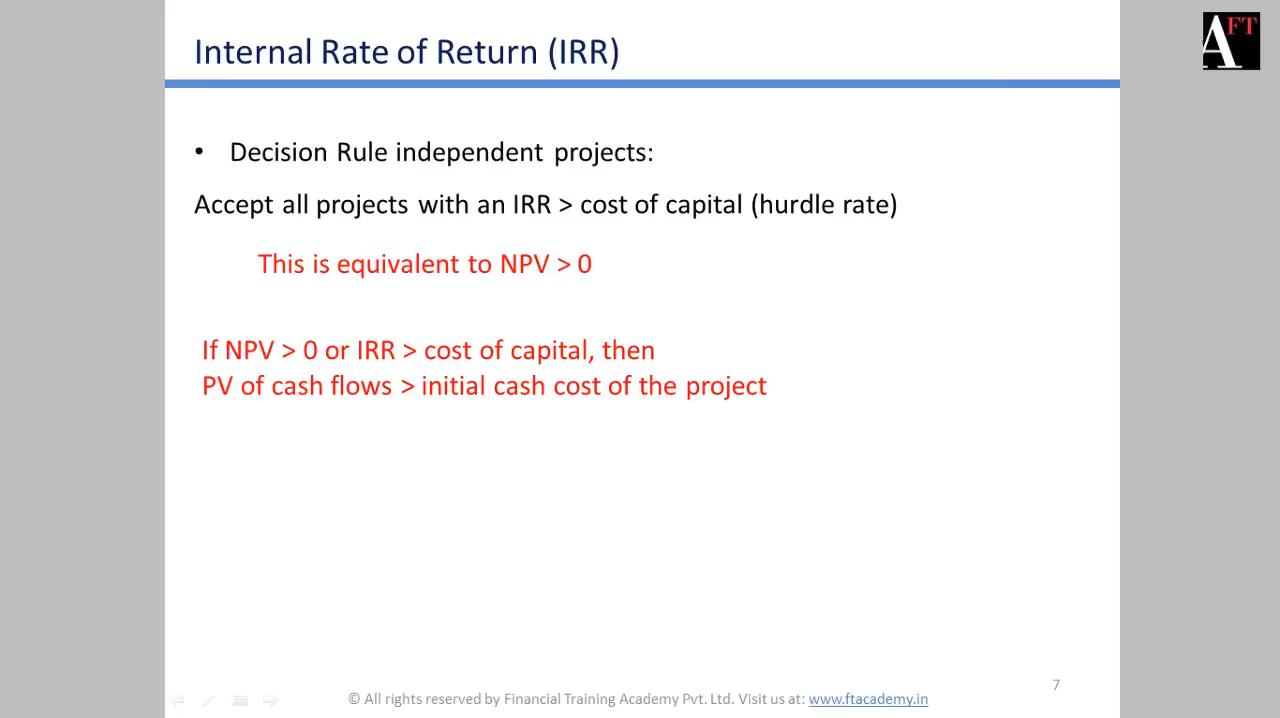 AFT
Internal Rate of Return (IRR)
• Decision Rule independent projects:
Accept all projects with an IRR > cost of capital (hurdle rate)
This is equivalent to NPV > 0
If NPV > 0 or IRR > cost of capital, then
PV of cash flows > initial cash cost of the project
7
© All rights reserved by Financial Training Academy Pvt. Ltd. Visit us at: www.ftacademy.in